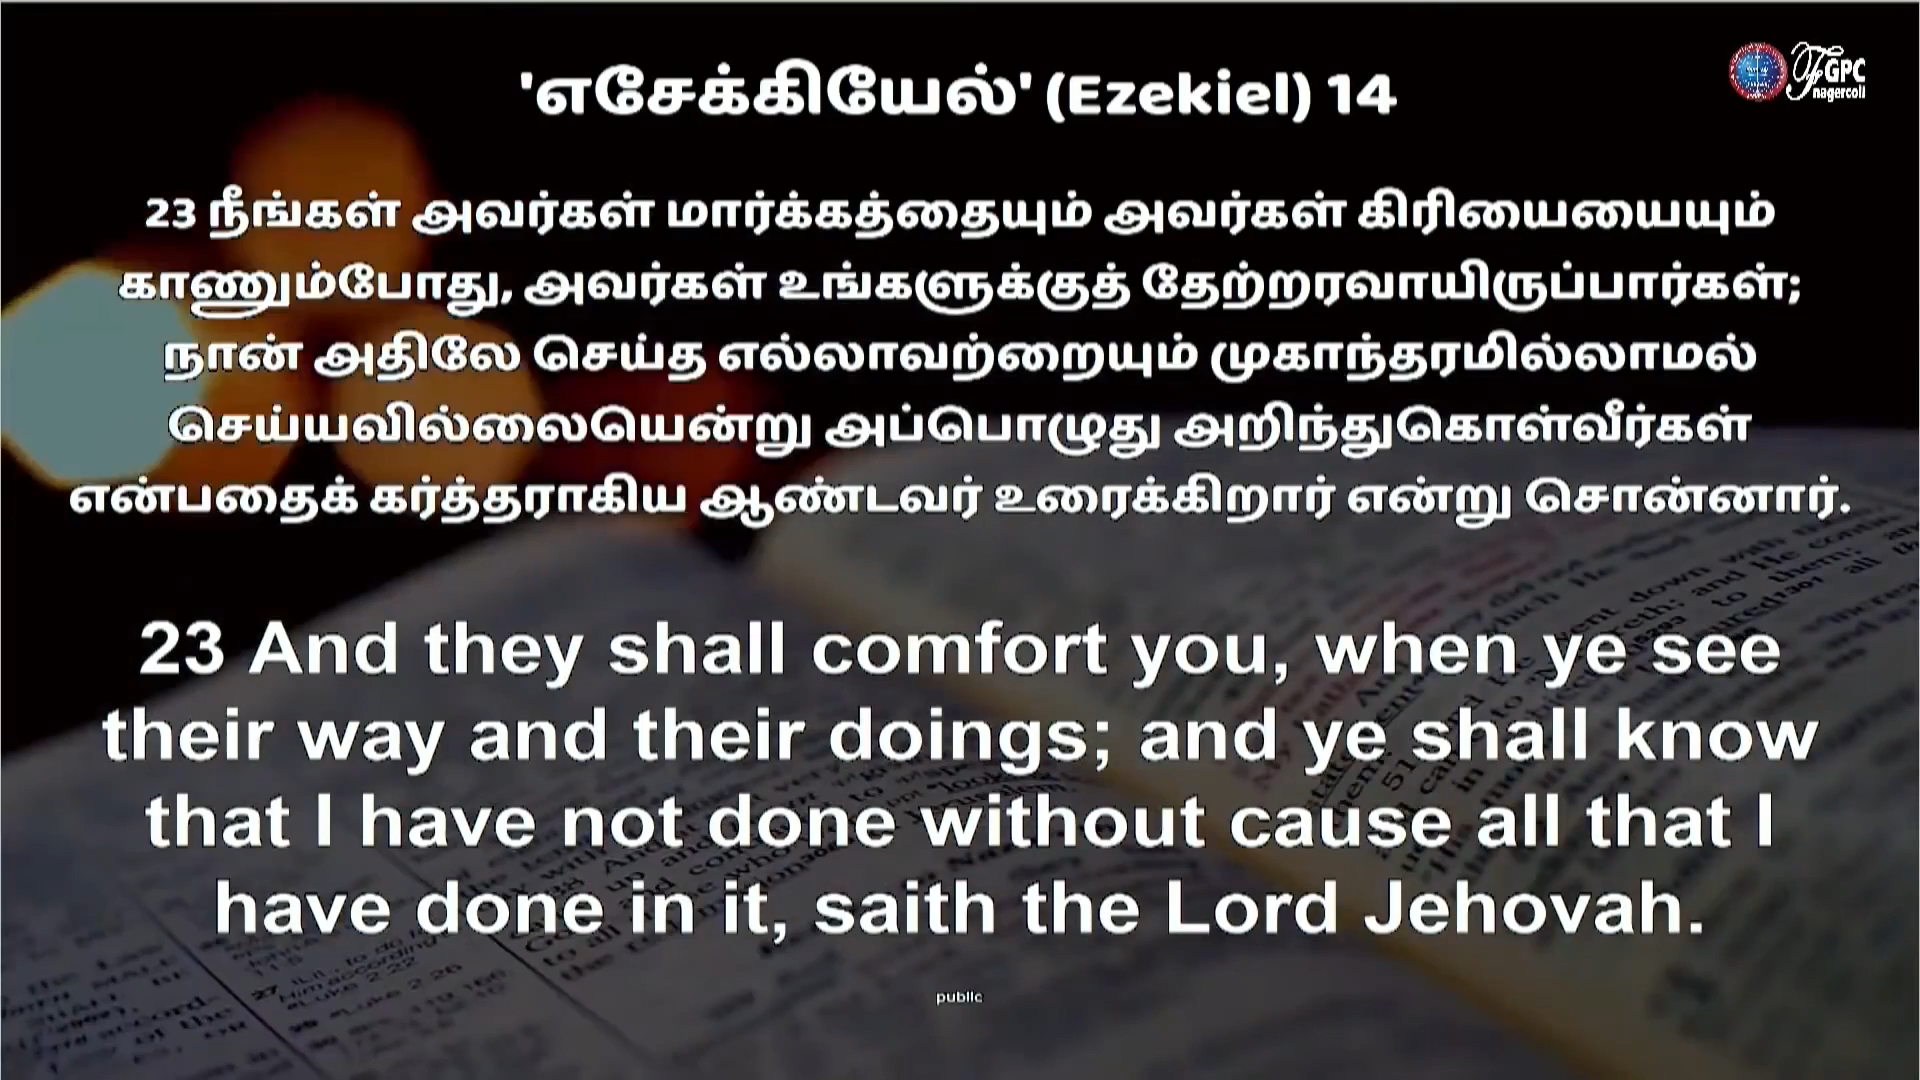 'எசேக்கியேல்' (Ezekiel) 14
GPC
nagercoil
23 நீங்கள் அவர்கள் மார்க்கத்தையும் அவர்கள் கிரியையையும்
காணும்போது, அவர்கள் உங்களுக்குத் தேற்றரவாயிருப்பார்கள்;
நான் அதிலே செய்த எல்லாவற்றையும் முகாந்தரமில்லாமல்
செய்யவில்லையென்று அப்பொழுது அறிந்துகொள்வீர்கள்
என்பதைக் கர்த்தராகிய ஆண்டவர் உரைக்கிறார் என்று சொன்னார்.
23 And they shall comfort you, when ye see
their way and their doings; and ye shall know
that I have not done without cause all that I
have done in it, saith the Lord Jehovah.
public